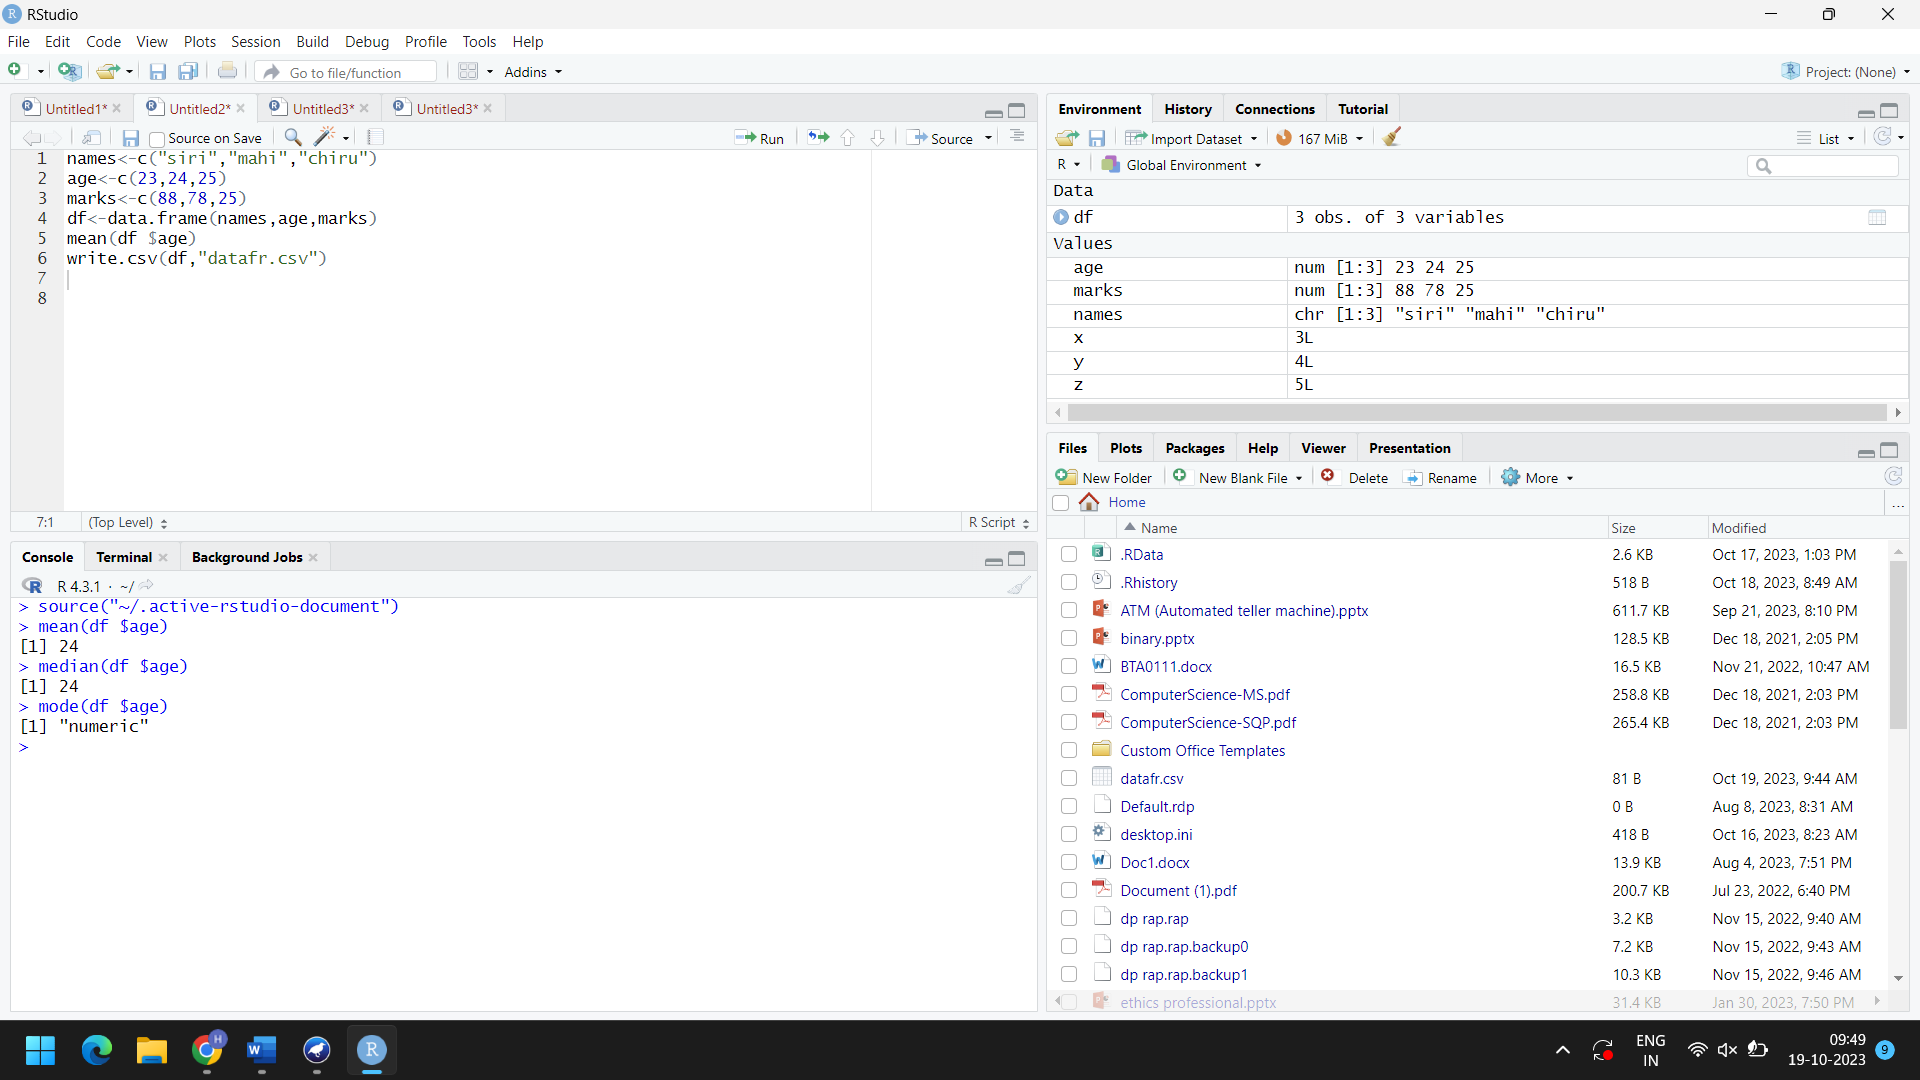 RStudio
File Edit Code View Plots Session Build Debug Profile Tools Help
Go to file/function Addins Project: (None)
Untitled1* Untitled2* Untitled3* Untitled3*
Source on Save Run Source
1 names<-c("siri","mahi","chiru")
2 age<-c(23,24,25)
3 marks<-c(88,78,25)
4 df<-data.frame(names,age,marks)
5 mean(df $age)
6 write.csv(df,"datafr.csv")
7
8
7:1 (Top Level) R Script
Console Terminal Background Jobs
R 4.3.1 · ~/
> source("~/.active-rstudio-document")
> mean(df $age)
[1] 24
> median(df $age)
[1] 24
> mode(df $age)
[1] "numeric"
>
Environment History Connections Tutorial
Import Dataset 167 MiB List
R Global Environment
Data
df 3 obs. of 3 variables
Values
age num [1:3] 23 24 25
marks num [1:3] 88 78 25
names chr [1:3] "siri" "mahi" "chiru"
x 3L
y 4L
z 5L
Files Plots Packages Help Viewer Presentation
New Folder New Blank File Delete Rename More
Home ...
Name Size Modified
.RData 2.6 KB Oct 17, 2023, 1:03 PM
.Rhistory 518 B Oct 18, 2023, 8:49 AM
ATM (Automated teller machine).pptx 611.7 KB Sep 21, 2023, 8:10 PM
binary.pptx 128.5 KB Dec 18, 2021, 2:05 PM
BTA0111.docx 16.5 KB Nov 21, 2022, 10:47 AM
ComputerScience-MS.pdf 258.8 KB Dec 18, 2021, 2:03 PM
ComputerScience-SQP.pdf 265.4 KB Dec 18, 2021, 2:03 PM
Custom Office Templates
datafr.csv 81 B Oct 19, 2023, 9:44 AM
Default.rdp 0 B Aug 8, 2023, 8:31 AM
desktop.ini 418 B Oct 16, 2023, 8:23 AM
Doc1.docx 13.9 KB Aug 4, 2023, 7:51 PM
Document (1).pdf 200.7 KB Jul 23, 2022, 6:40 PM
dp rap.rap 3.2 KB Nov 15, 2022, 9:40 AM
dp rap.rap.backup0 7.2 KB Nov 15, 2022, 9:43 AM
dp rap.rap.backup1 10.3 KB Nov 15, 2022, 9:46 AM
ethics professional.pptx 31.4 KB Jan 30, 2023, 7:50 PM
ENG
IN
09:49
19-10-2023
9